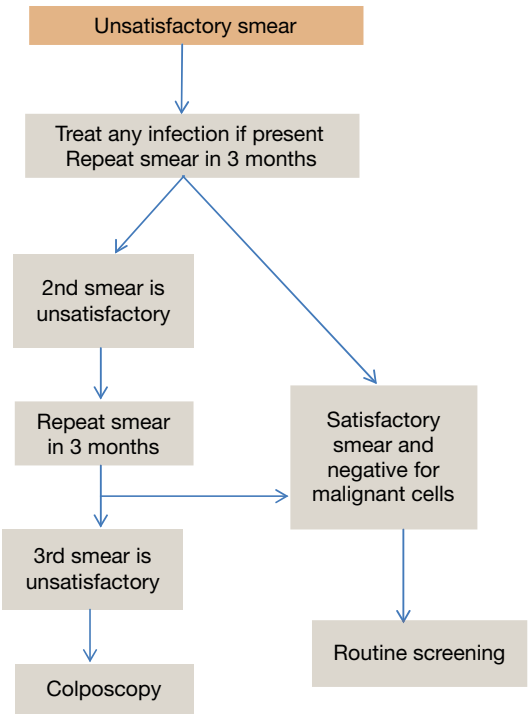 Unsatisfactory smear
Treat any infection if present
Repeat smear in 3 months
2nd smear is
unsatisfactory
Repeat smear
in 3 months
Satisfactory
smear and
negative for
malignant cells
3rd smear is
unsatisfactory
Routine screening
Colposcopy